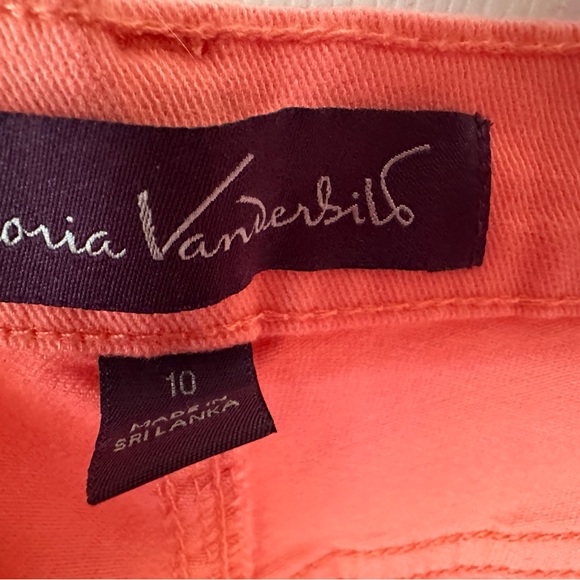 oria Vanderbilt
10
MADE IN
SRI LANKA